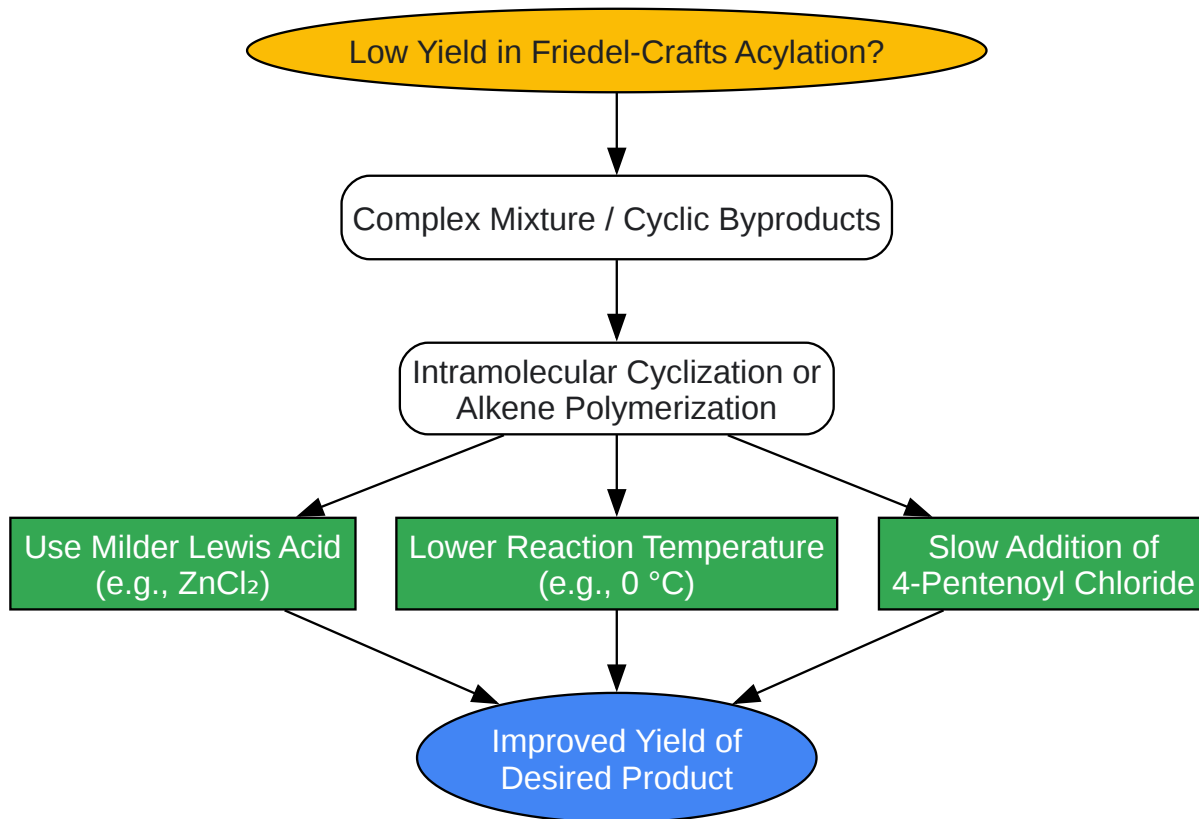 Low Yield in Friedel-Crafts Acylation?
Complex Mixture / Cyclic Byproducts
Intramolecular Cyclization or
Alkene Polymerization
Use Milder Lewis Acid
(e.g., ZnCl₂)
Lower Reaction Temperature
(e.g., 0 °C)
Slow Addition of
4-Pentenoyl Chloride
Improved Yield of
Desired Product